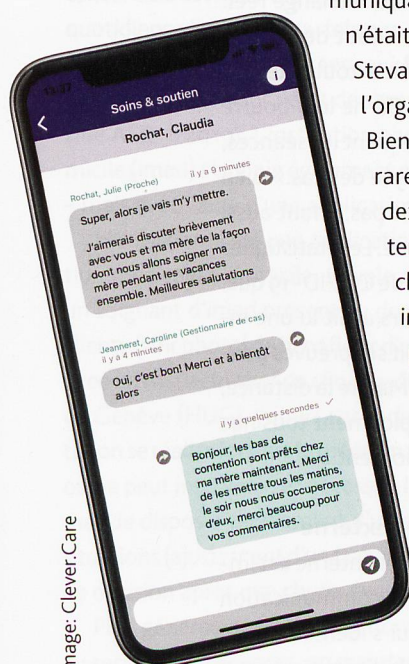 muniqua
n'était
Steva
l'orga
Bien
rare
dez
te
13:37
Soins & soutien
Rochat, Claudia
Rochat, Julie (Proche)
il y a 9 minutes
Super, alors je vais m'y mettre.
J'aimerais discuter brièvement
avec vous et ma mère de la façon
dont nous allons soigner ma
mère pendant les vacances
ensemble. Meilleures salutations
Jeanneret, Caroline (Gestionnaire de cas)
il y a 4 minutes
Oui, c'est bon! Merci et à bientôt
alors
il y a quelques secondes
Bonjour, les bas de
contention sont prêts chez
ma mère maintenant. Merci
de les mettre tous les matins,
le soir nous nous occuperons
d'eux, merci beaucoup pour
vos commentaires.
mage: Clever.Care